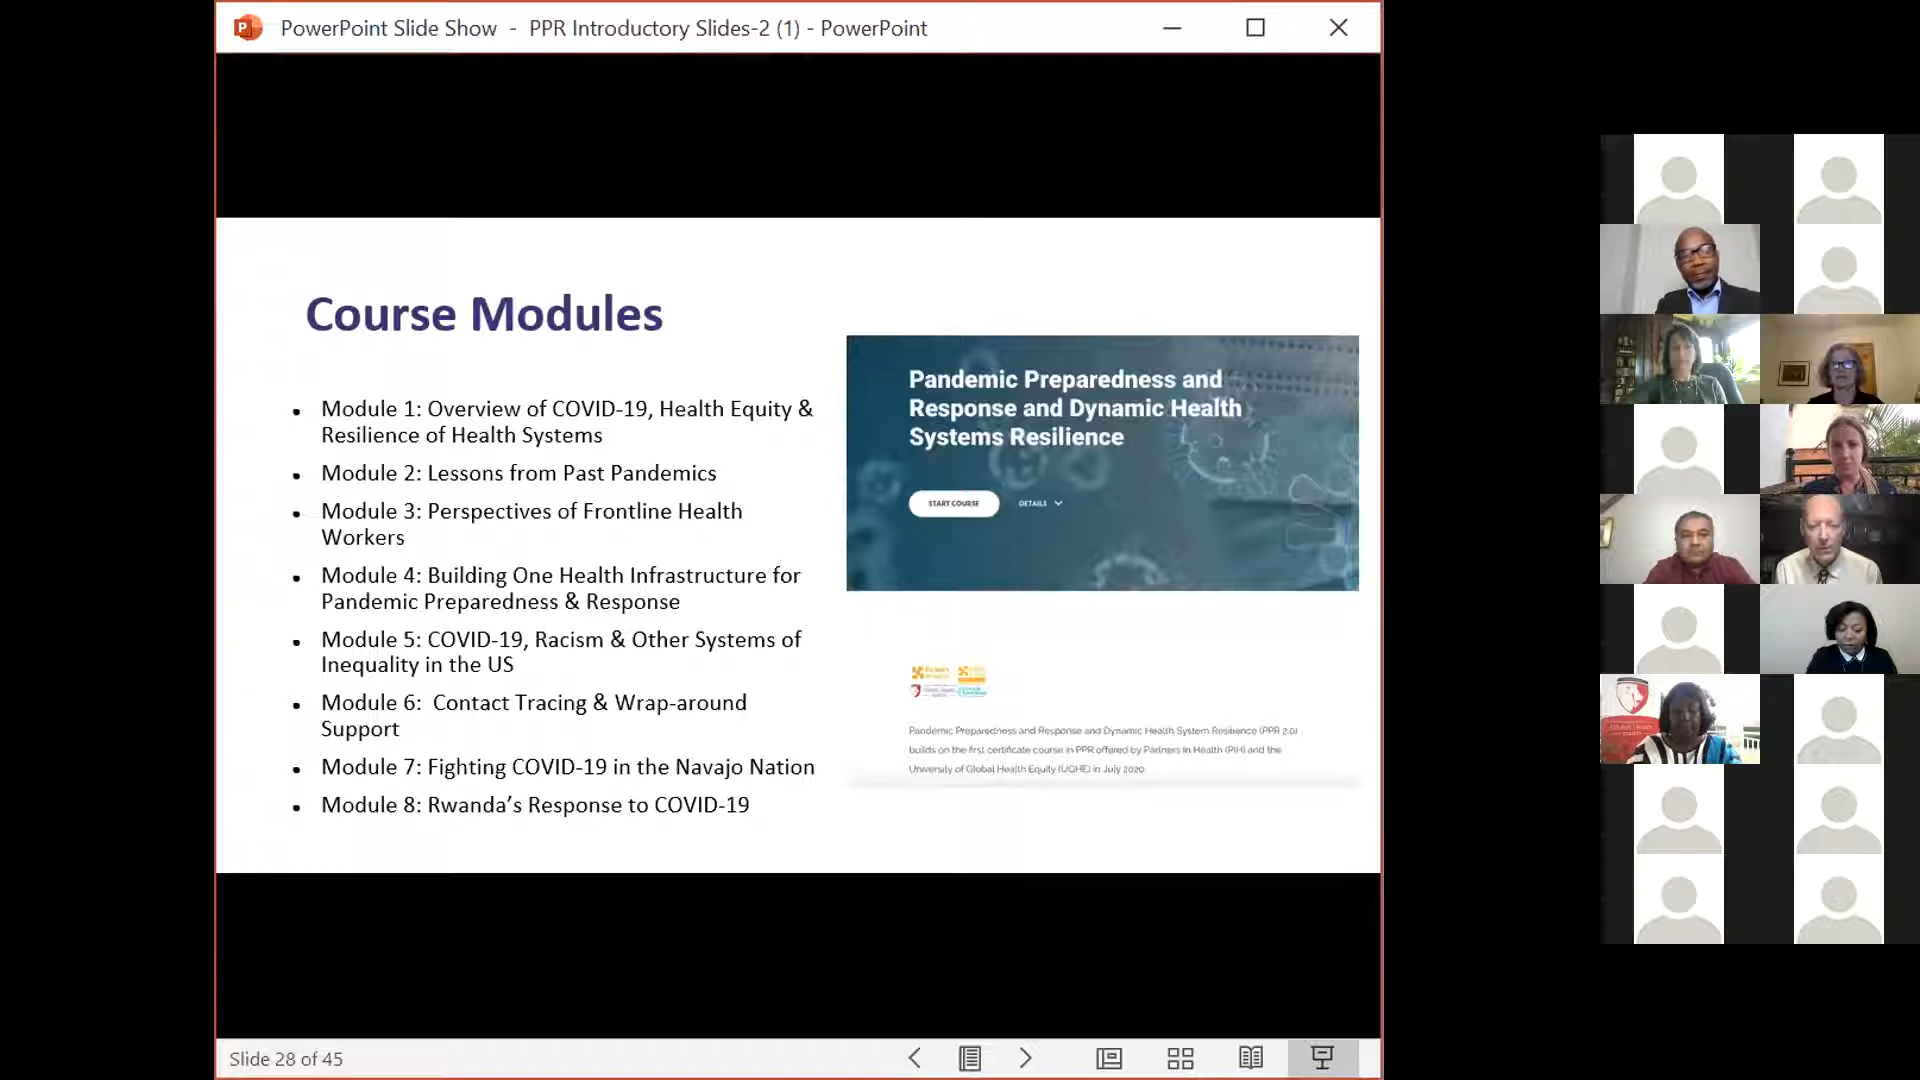 PowerPoint Slide Show - PPR Introductory Slides-2 (1) - PowerPoint
Course Modules
• Module 1: Overview of COVID-19, Health Equity &
Resilience of Health Systems
• Module 2: Lessons from Past Pandemics
• Module 3: Perspectives of Frontline Health
Workers
• Module 4: Building One Health Infrastructure for
Pandemic Preparedness & Response
• Module 5: COVID-19, Racism & Other Systems of
Inequality in the US
• Module 6: Contact Tracing & Wrap-around
Support
• Module 7: Fighting COVID-19 in the Navajo Nation
• Module 8: Rwanda's Response to COVID-19
Pandemic Preparedness and
Response and Dynamic Health
Systems Resilience
START COURSE DETAILS
Pandemic Preparedness and Response and Dynamic Health System Resilience (PPR 2.0)
builds on the first certificate course in PPR offered by Partners In Health (PIH) and the
University of Global Health Equity (UGHE) in July 2020
Slide 28 of 45